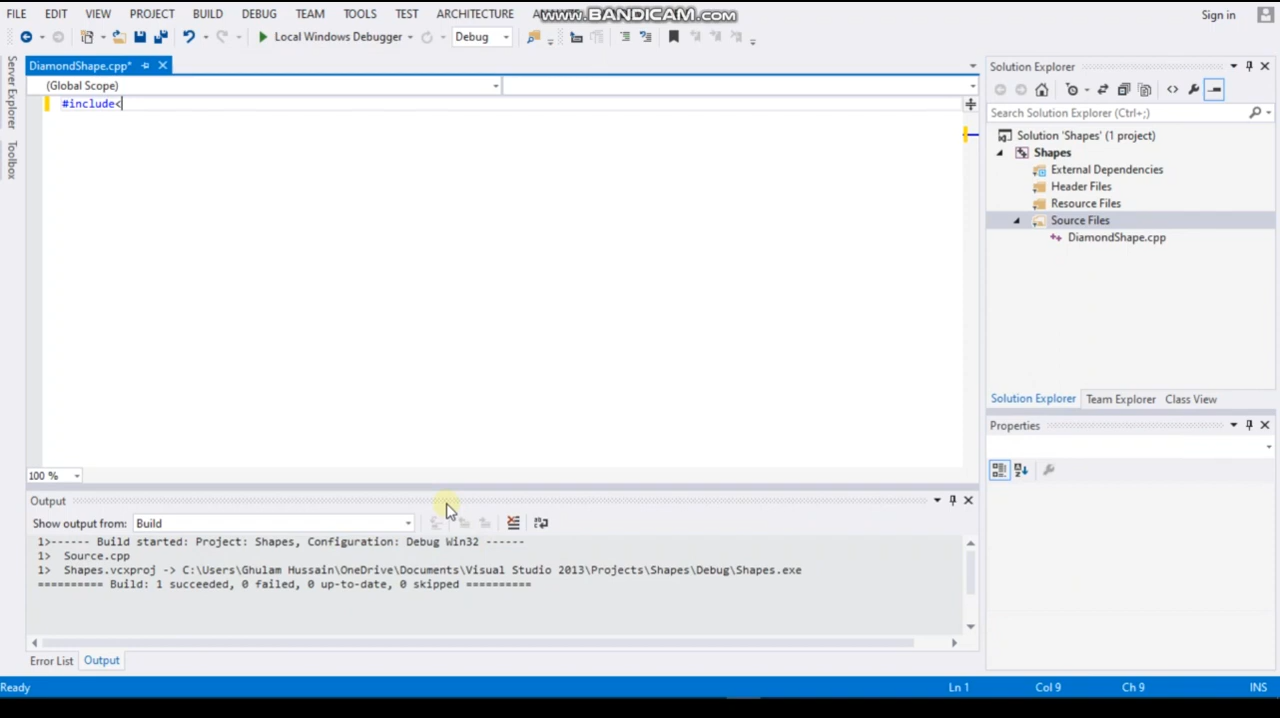 FILE EDIT VIEW PROJECT BUILD DEBUG TEAM TOOLS TEST ARCHITECTURE
www.BANDICAM.com
Sign in
Local Windows Debugger Debug
Server Explorer
Toolbox
DiamondShape.cpp*
(Global Scope)
#include<
100 %
Output
Show output from: Build
1>------ Build started: Project: Shapes, Configuration: Debug Win32 ------
1> Source.cpp
1> Shapes.vcxproj -> C:\Users\Ghulam Hussain\OneDrive\Documents\Visual Studio 2013\Projects\Shapes\Debug\Shapes.exe
========== Build: 1 succeeded, 0 failed, 0 up-to-date, 0 skipped ==========
Error List Output
Solution Explorer
Search Solution Explorer (Ctrl+;)
Solution 'Shapes' (1 project)
Shapes
External Dependencies
Header Files
Resource Files
Source Files
DiamondShape.cpp
Solution Explorer Team Explorer Class View
Properties
Ready Ln 1 Col 9 Ch 9 INS